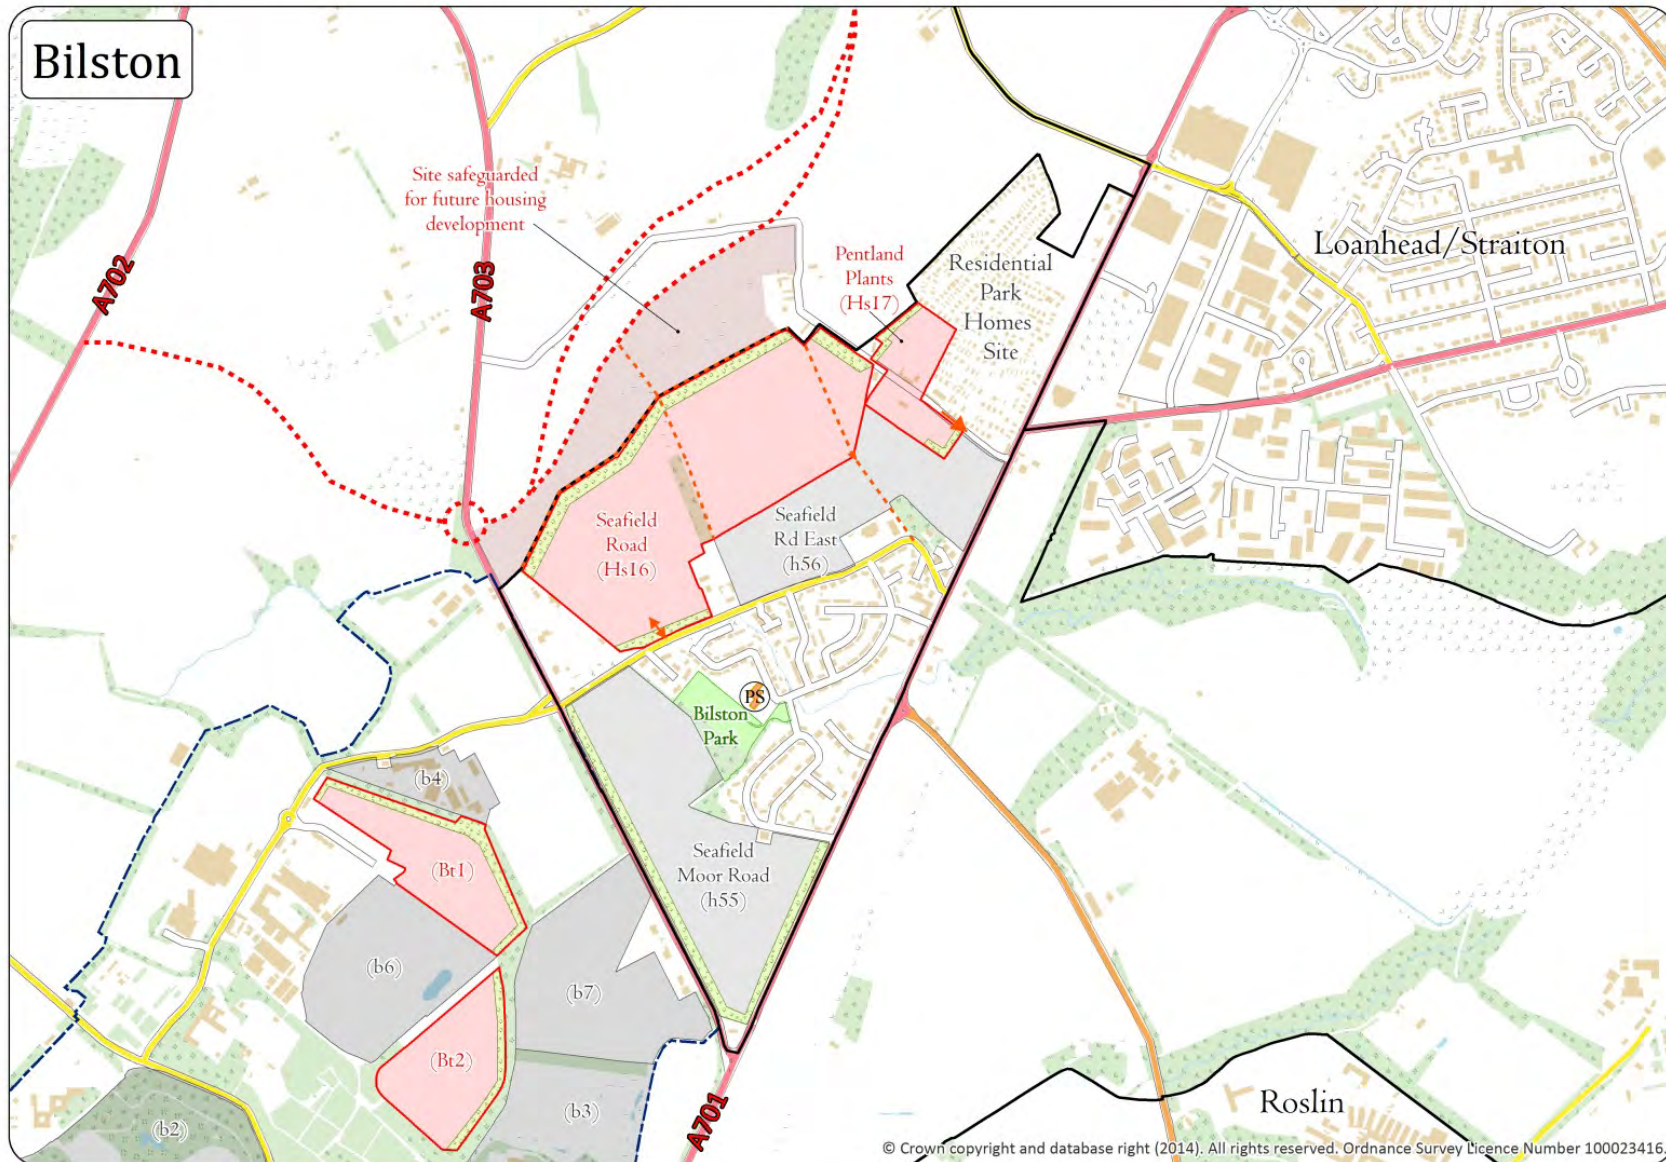 Bilston
Site safeguarded
for future housing
development
A702
A703
Pentland
Plants
(Hs17)
Residential
Park
Homes
Site
Loanhead/Straiton
Seafield
Road
(Hs16)
Seafield
Rd East
(h56)
PS
Bilston
Park
(b4)
Seafield
Moor Road
(h55)
(Bt1)
(b6)
(b7)
(Bt2)
(b3)
(b2)
A701
Roslin
© Crown copyright and database right (2014). All rights reserved. Ordnance Survey Licence Number 100023416.